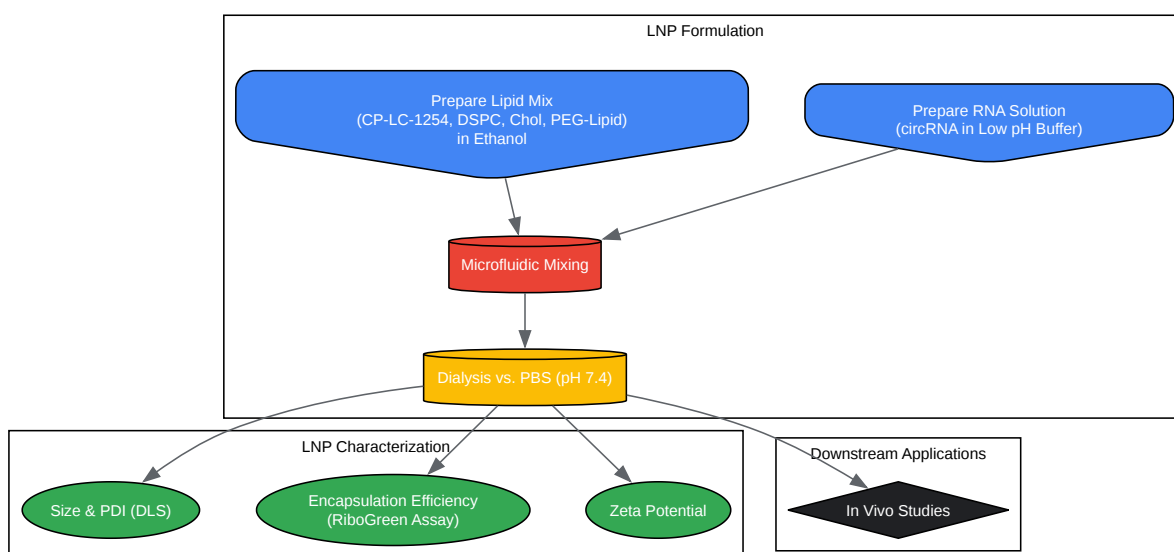 LNP Formulation
Prepare Lipid Mix
(CP-LC-1254, DSPC, Chol, PEG-Lipid)
in Ethanol
Prepare RNA Solution
(circRNA in Low pH Buffer)
Microfluidic Mixing
Dialysis vs. PBS (pH 7.4)
LNP Characterization
Size & PDI (DLS)
Encapsulation Efficiency
(RiboGreen Assay)
Zeta Potential
Downstream Applications
In Vivo Studies